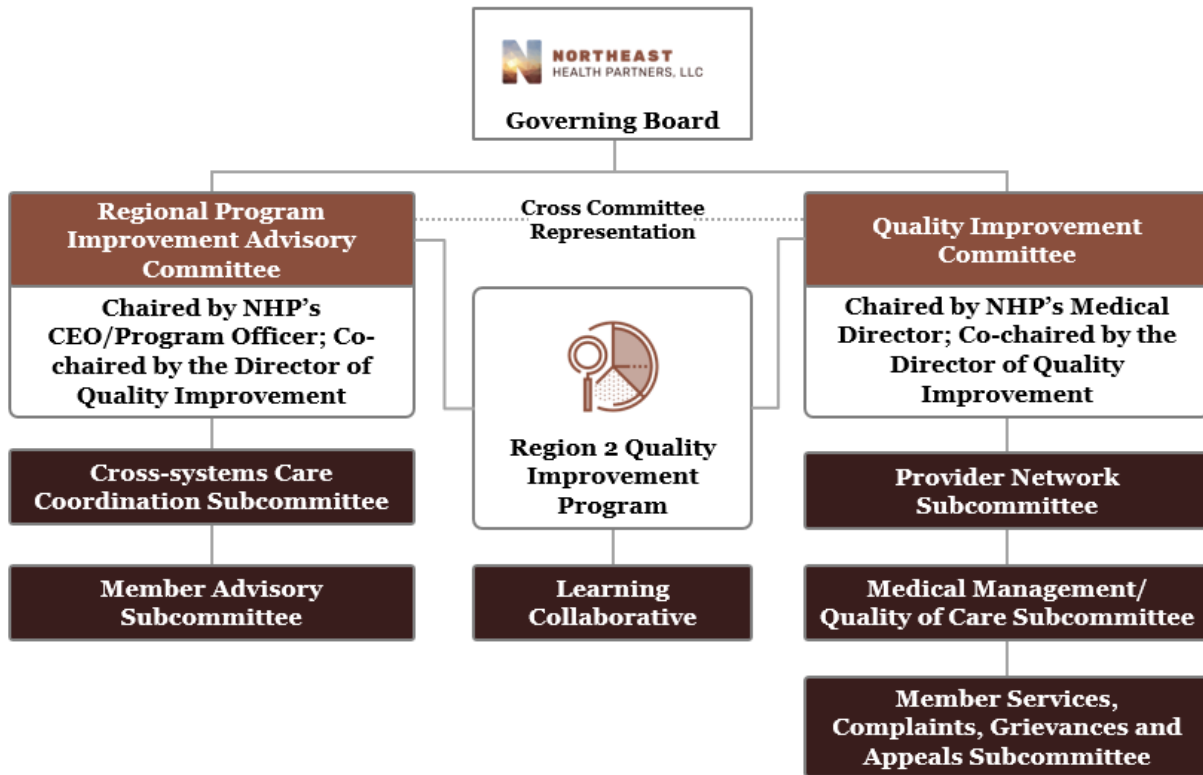 NORTHEAST
HEALTH PARTNERS, LLC
Governing Board
Regional Program
Improvement Advisory
Committee
Chaired by NHP's
CEO/Program Officer; Co-
chaired by the Director of
Quality Improvement
Cross-systems Care
Coordination Subcommittee
Member Advisory
Subcommittee
Cross Committee
Representation
Region 2 Quality
Improvement
Program
Learning
Collaborative
Quality Improvement
Committee
Chaired by NHP's Medical
Director; Co-chaired by the
Director of Quality
Improvement
Provider Network
Subcommittee
Medical Management/
Quality of Care Subcommittee
Member Services,
Complaints, Grievances and
Appeals Subcommittee